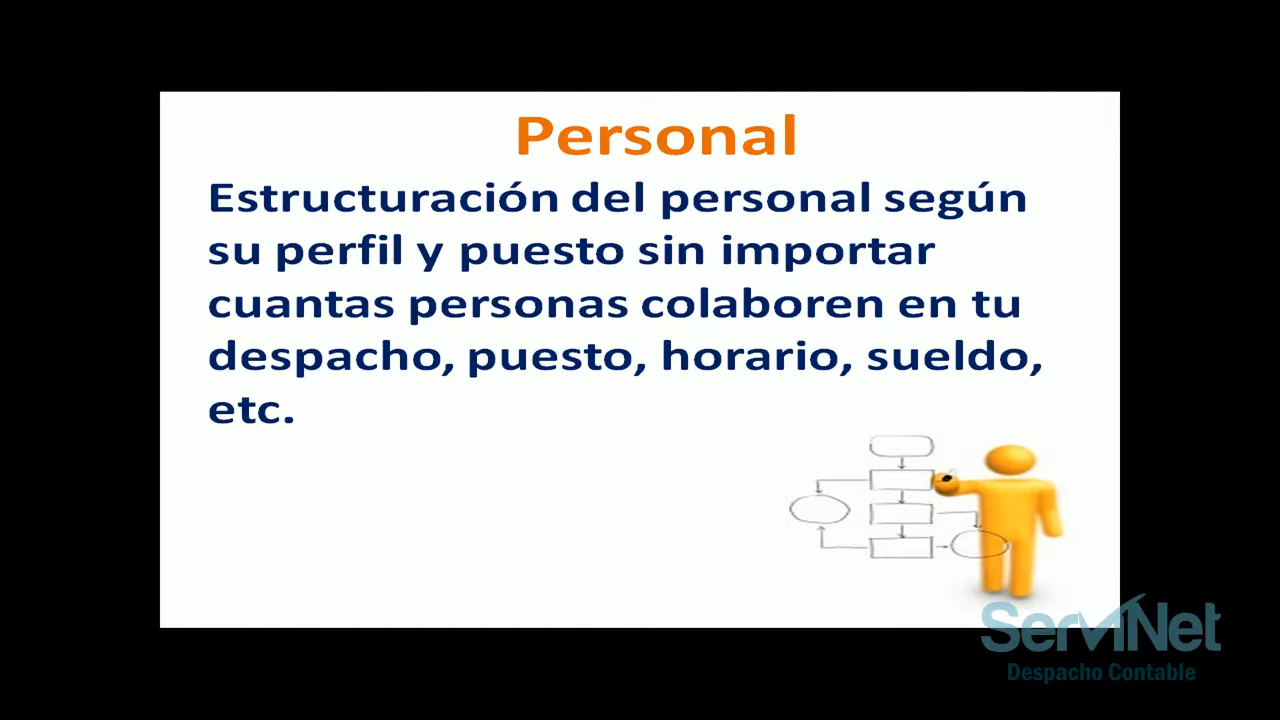 Personal
Estructuración del personal según
su perfil y puesto sin importar
cuantas personas colaboren en tu
despacho, puesto, horario, sueldo,
etc.
ServiNet
Despacho Contable